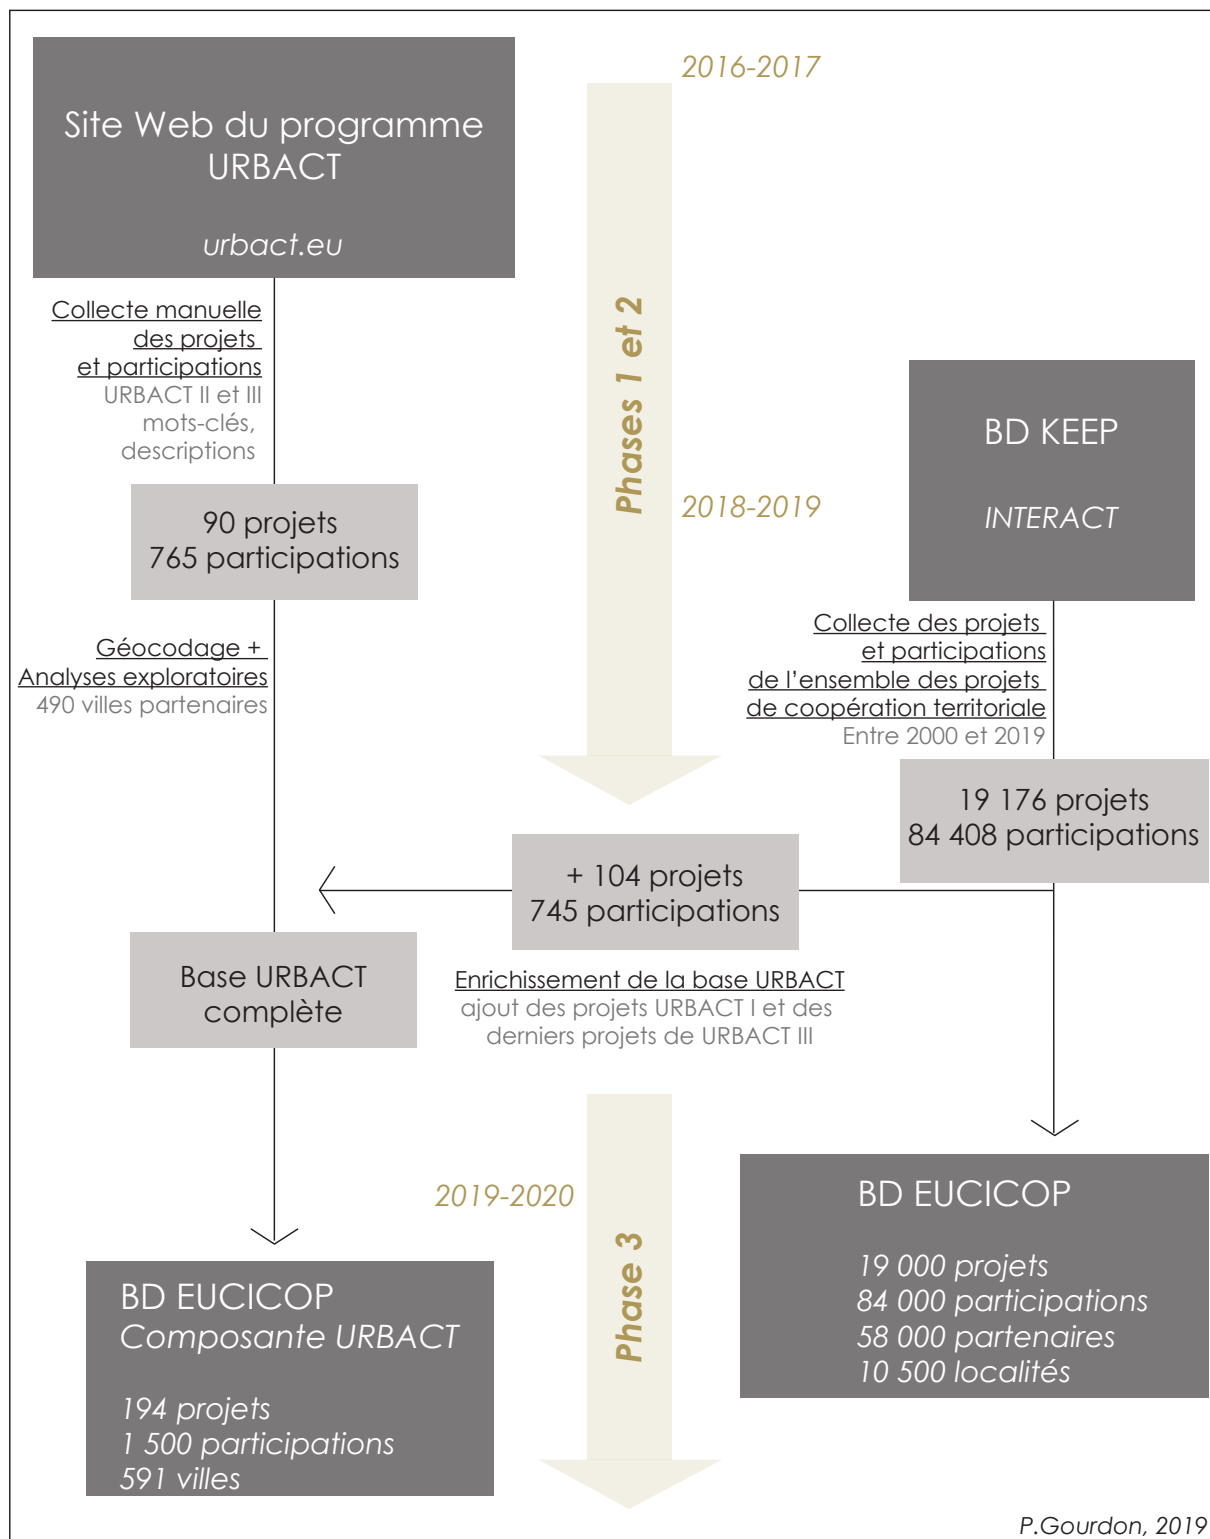 2016-2017
Site Web du programme
URBACT
urbact.eu
Collecte manuelle
des projets
et participations
URBACT II et III
mots-clés,
descriptions
Phases 1 et 2
BD KEEP
INTERACT
90 projets
765 participations
2018-2019
Géocodage +
Analyses exploratoires
490 villes partenaires
Collecte des projets
et participations
de l'ensemble des projets
de coopération territoriale
Entre 2000 et 2019
19 176 projets
84 408 participations
+ 104 projets
745 participations
Base URBACT
complète
Enrichissement de la base URBACT
ajout des projets URBACT I et des
derniers projets de URBACT III
2019-2020
Phase 3
BD EUCICOP
19 000 projets
84 000 participations
58 000 partenaires
10 500 localités
BD EUCICOP
Composante URBACT
194 projets
1 500 participations
591 villes
P.Gourdon, 2019